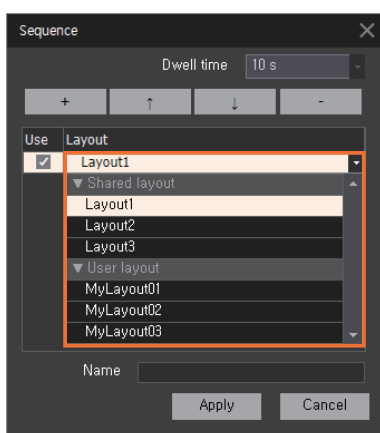 Sequence
Dwell time 10 s
+ ↑ ↓ -
Use Layout
Layout1
▼ Shared layout
Layout1
Layout2
Layout3
▼ User layout
MyLayout01
MyLayout02
MyLayout03
Name
Apply Cancel